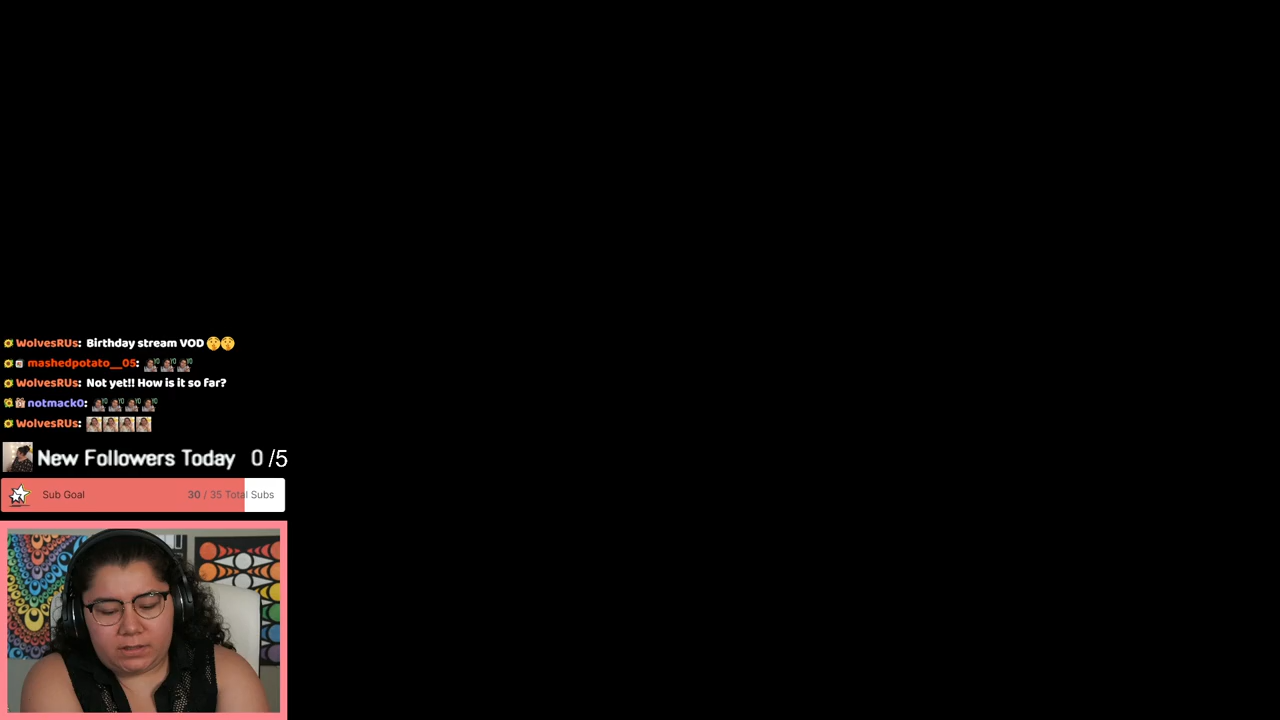 WolvesRUs: Birthday stream VOD
mashedpotato__05:
WolvesRUs: Not yet!! How is it so far?
notmack0:
WolvesRUs:
New Followers Today 0 /5
Sub Goal 30 / 35 Total Subs